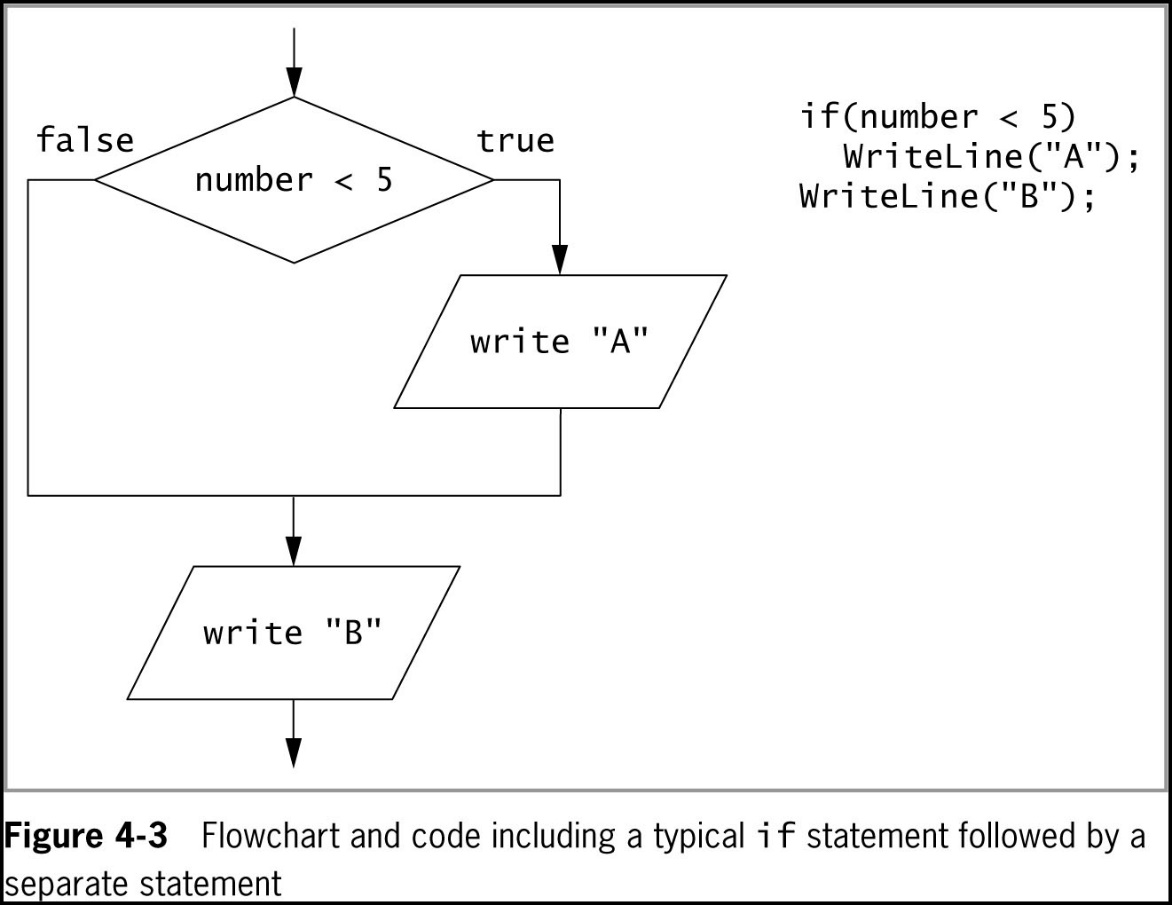 false
true
number < 5
if(number < 5)
WriteLine("A");
WriteLine("B");
write "A"
write "B"
Figure 4-3 Flowchart and code including a typical if statement followed by a
separate statement